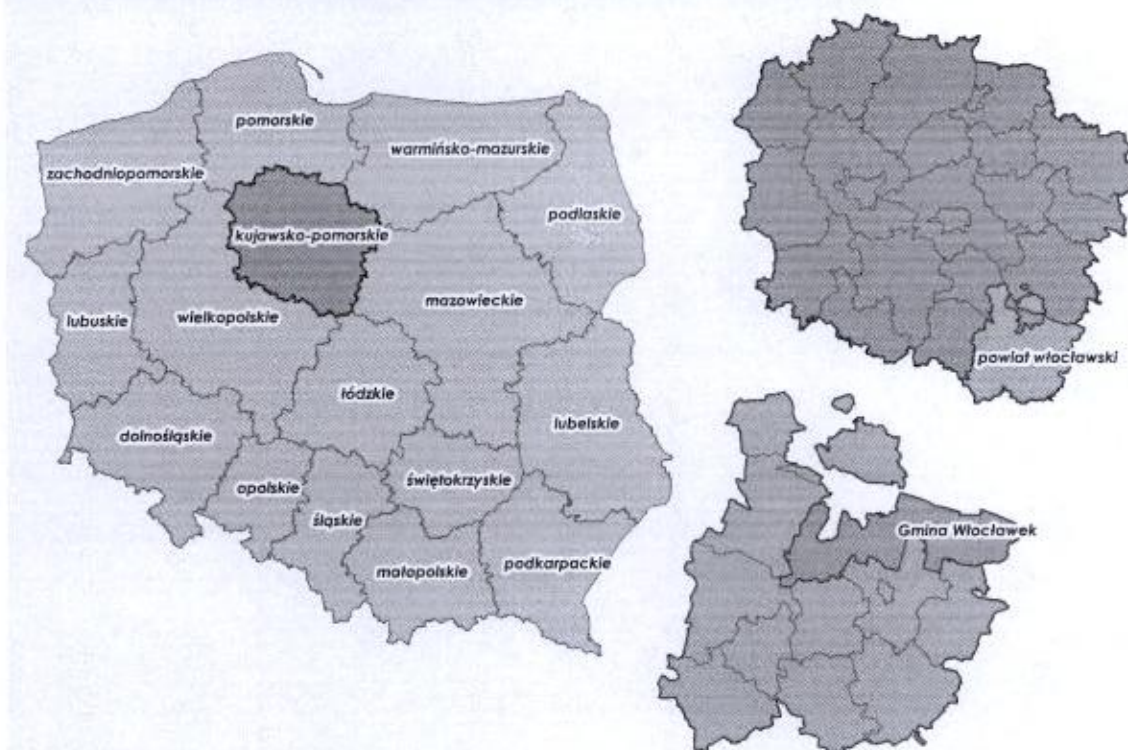 pomorskie
warmińsko-mazurskie
zachodniopomorskie
podlaskie
kujawsko-pomorskie
mazowieckie
lubuskie
wielkopolskie
powiat włocławski
łódzkie
lubelskie
dolnośląskie
świętokrzyskie
opolskie
śląskie
Gmina Włocławek
podkarpackie
małopolskie